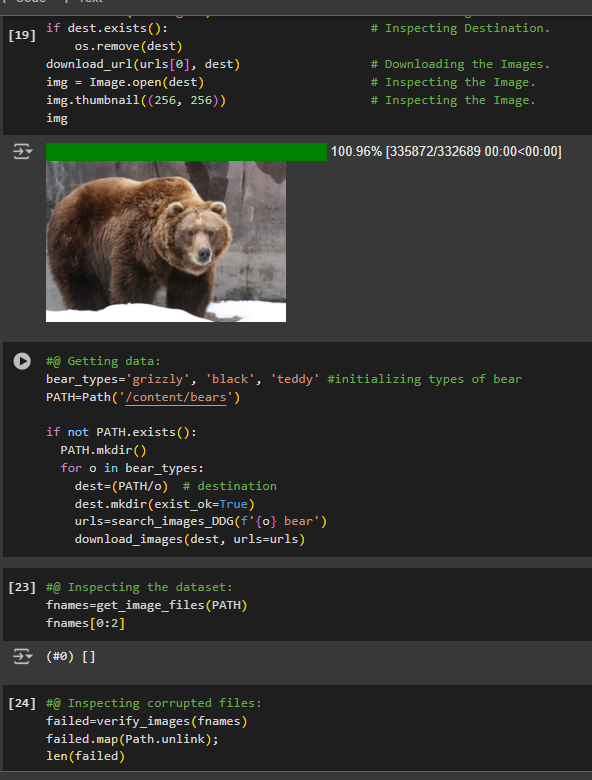 [19] if dest.exists(): # Inspecting Destination.
os.remove(dest)
download_url(urls[0], dest) # Downloading the Images.
img = Image.open(dest) # Inspecting the Image.
img.thumbnail((256, 256)) # Inspecting the Image.
img
100.96% [335872/332689 00:00<00:00]
#@ Getting data:
bear_types='grizzly', 'black', 'teddy' #initializing types of bear
PATH=Path('/content/bears')
if not PATH.exists():
PATH.mkdir()
for o in bear_types:
dest=(PATH/o) # destination
dest.mkdir(exist_ok=True)
urls=search_images_DDG(f'{o} bear')
download_images(dest, urls=urls)
[23] #@ Inspecting the dataset:
fnames=get_image_files(PATH)
fnames[0:2]
(#0) []
[24] #@ Inspecting corrupted files:
failed=verify_images(fnames)
failed.map(Path.unlink);
len(failed)